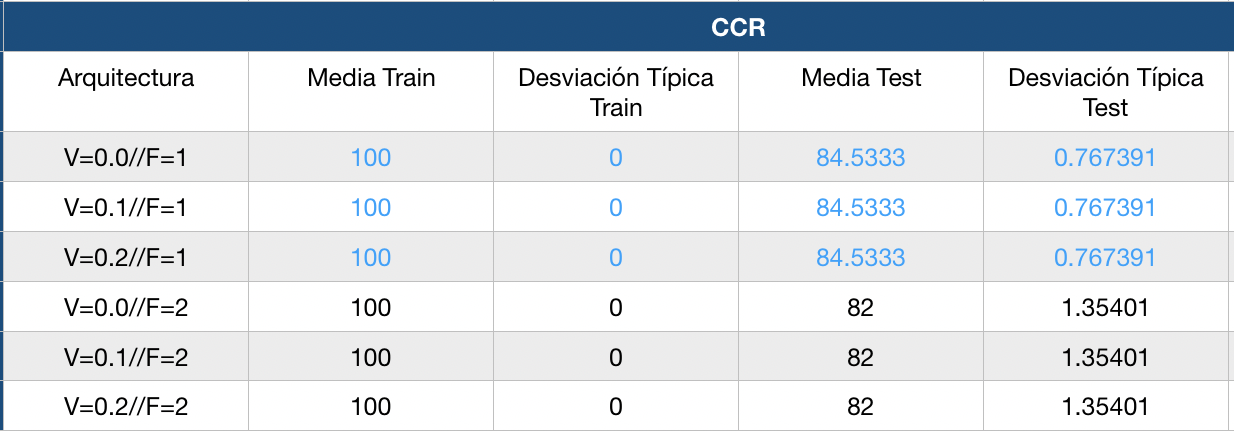 CCR
Arquitectura Media Train Desviación Típica Train Media Test Desviación Típica Test
V=0.0//F=1 100 0 84.5333 0.767391
V=0.1//F=1 100 0 84.5333 0.767391
V=0.2//F=1 100 0 84.5333 0.767391
V=0.0//F=2 100 0 82 1.35401
V=0.1//F=2 100 0 82 1.35401
V=0.2//F=2 100 0 82 1.35401